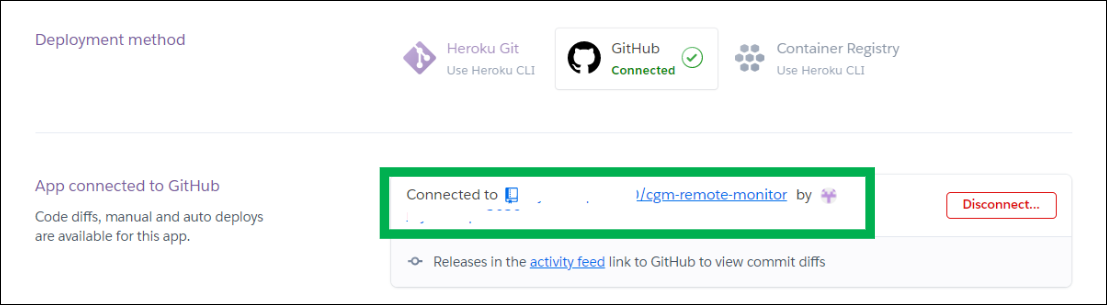 Deployment method
Heroku Git
Use Heroku CLI
GitHub
Connected
Container Registry
Use Heroku CLI
App connected to GitHub
Code diffs, manual and auto deploys
are available for this app.
Connected to /cgm-remote-monitor by
Disconnect...
Releases in the activity feed link to GitHub to view commit diffs